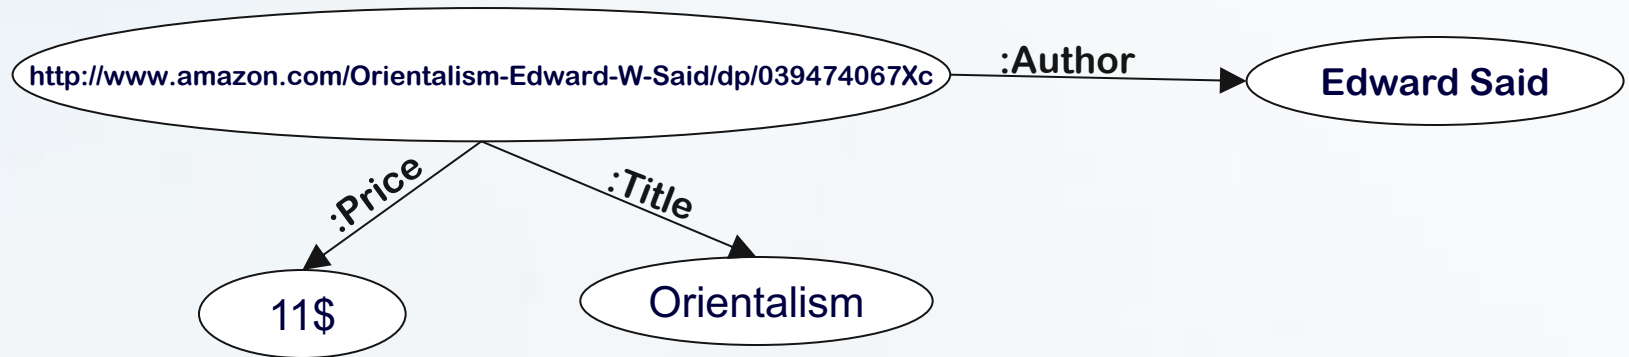 http://www.amazon.com/Orientalism-Edward-W-Said/dp/039474067Xc
:Author
Edward Said
:Price
:Title
11$
Orientalism